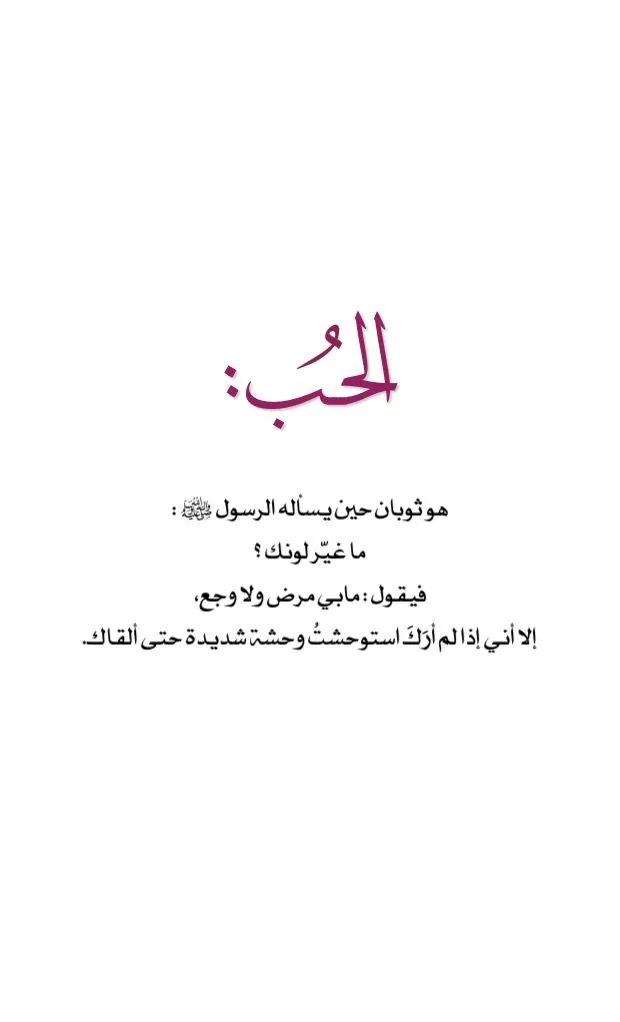 الحُب:
هو ثوبان حين يسأله الرسول ﷺ :
ما غيّر لونك ؟
فيقول : مابي مرض ولا وجع،
إلا أني إذا لم أرَكَ استوحشتُ وحشة شديدة حتى ألقاك.